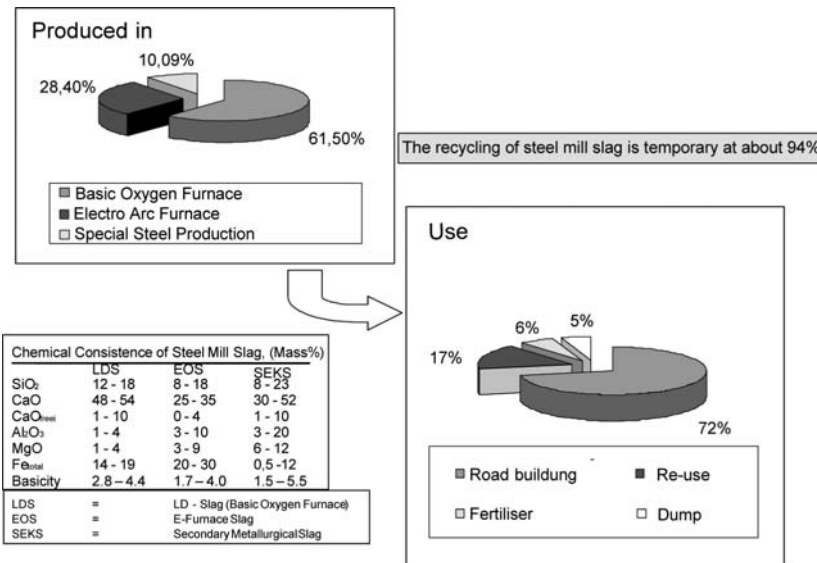 Produced in
10,09%
28,40%
61,50%
Basic Oxygen Furnace
Electro Arc Furnace
Special Steel Production
The recycling of steel mill slag is temporary at about 94%
Use
5%
6%
17%
72%
Road buildung - Re-use
Fertiliser Dump
Chemical Consistence of Steel Mill Slag, (Mass%)
LDS EOS SEKS
SiO₂ 12 - 18 8 - 18 8 - 23
CaO 48 - 54 25 - 35 30 - 52
CaO 1 - 10 0 - 4 1 - 10
Al₂O₃ 1 - 4 3 - 10 3 - 20
MgO 1 - 4 3 - 9 6 - 12
Fe total 14 - 19 20 - 30 0,5 -12
Basicity 2.8 – 4.4 1.7 – 4.0 1.5 – 5.5
LDS = LD - Slag (Basic Oxygen Furnace)
EOS = E-Furnace Slag
SEKS = Secondary Metallurgical Slag